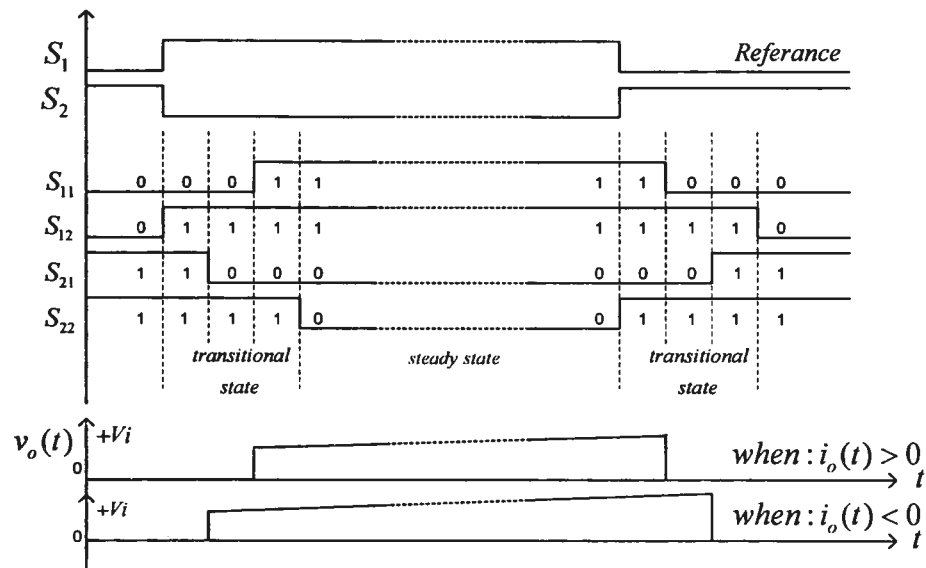 S₁
Referance
S₂
S₁₁ 0 0 0 1 1 1 1 0 0 0
S₁₂ 0 1 1 1 1 1 1 1 1 0
S₂₁ 1 1 0 0 0 0 0 0 1 1
S₂₂ 1 1 1 1 0 0 1 1 1 1
transitional state
steady state
transitional state
vₒ(t) +Vi
0
when : iₒ(t) > 0
t
+Vi
0
when : iₒ(t) < 0
t